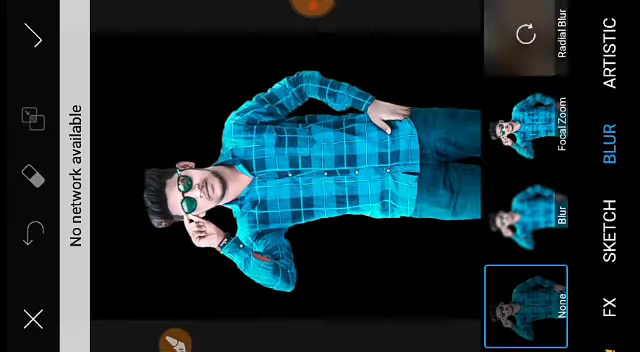 No network available
None
Blur
Focal Zoom
Radial Blur
FX
SKETCH
BLUR
ARTISTIC